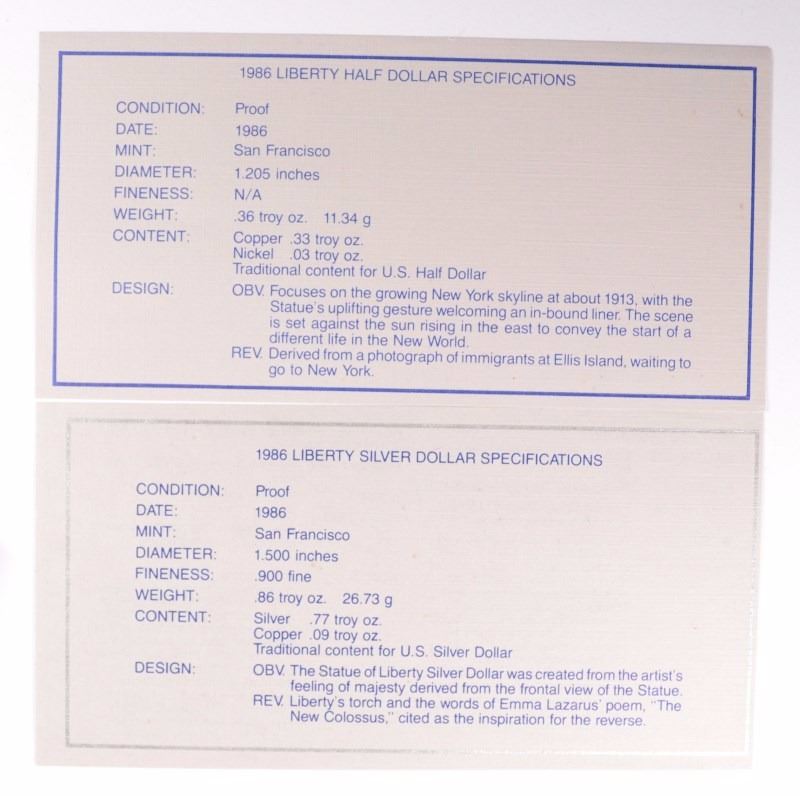 1986 LIBERTY HALF DOLLAR SPECIFICATIONS
CONDITION: Proof
DATE: 1986
MINT: San Francisco
DIAMETER: 1.205 inches
FINENESS: N/A
WEIGHT: .36 troy oz. 11.34 g
CONTENT: Copper .33 troy oz.
Nickel .03 troy oz.
Traditional content for U.S. Half Dollar
DESIGN: OBV. Focuses on the growing New York skyline at about 1913, with the
Statue's uplifting gesture welcoming an in-bound liner. The scene
is set against the sun rising in the east to convey the start of a
different life in the New World.
REV. Derived from a photograph of immigrants at Ellis Island, waiting to
go to New York.
1986 LIBERTY SILVER DOLLAR SPECIFICATIONS
CONDITION: Proof
DATE: 1986
MINT: San Francisco
DIAMETER: 1.500 inches
FINENESS: .900 fine
WEIGHT: .86 troy oz. 26.73 g
CONTENT: Silver .77 troy oz.
Copper .09 troy oz.
Traditional content for U.S. Silver Dollar
DESIGN: OBV. The Statue of Liberty Silver Dollar was created from the artist's
feeling of majesty derived from the frontal view of the Statue.
REV. Liberty's torch and the words of Emma Lazarus' poem, "The
New Colossus," cited as the inspiration for the reverse.